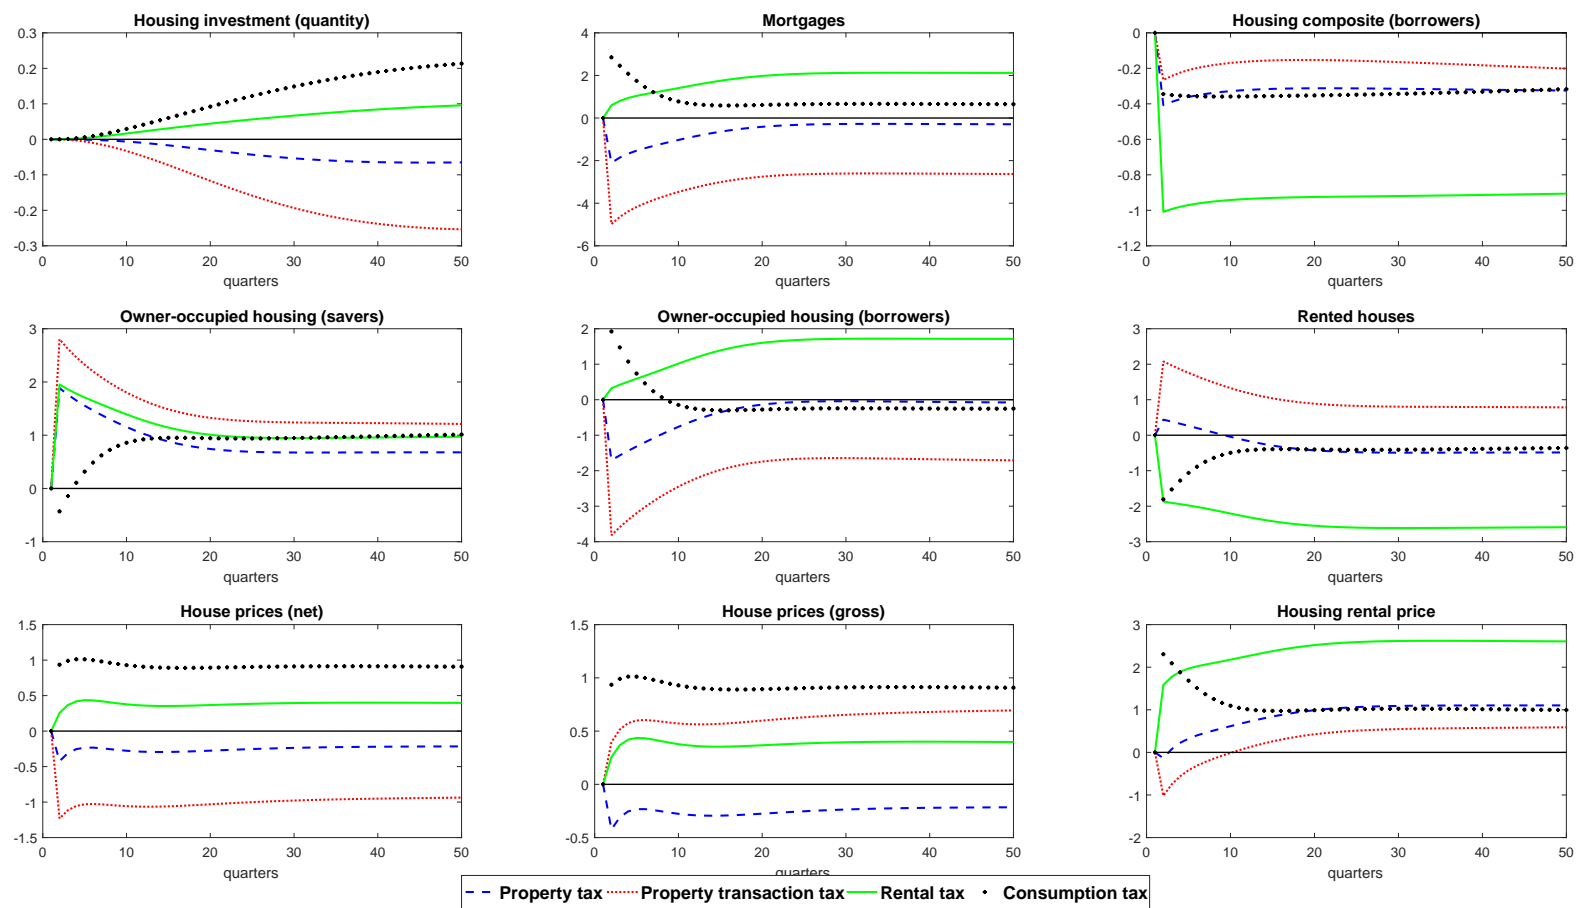 Housing investment (quantity)
0.3
0.2
0.1
0
-0.1
-0.2
-0.3
0 10 20 30 40 50
quarters
Mortgages
4
2
0
-2
-4
-6
0 10 20 30 40 50
quarters
Housing composite (borrowers)
0
-0.2
-0.4
-0.6
-0.8
-1
-1.2
0 10 20 30 40 50
quarters
Owner-occupied housing (savers)
3
2
1
0
-1
0 10 20 30 40 50
quarters
Owner-occupied housing (borrowers)
2
1
0
-1
-2
-3
-4
0 10 20 30 40 50
quarters
Rented houses
3
2
1
0
-1
-2
-3
0 10 20 30 40 50
quarters
House prices (net)
1.5
1
0.5
0
-0.5
-1
-1.5
0 10 20 30 40 50
quarters
House prices (gross)
1.5
1
0.5
0
-0.5
0 10 20 30 40 50
quarters
Housing rental price
3
2
1
0
-1
-2
0 10 20 30 40 50
quarters
Property tax Property transaction tax Rental tax Consumption tax